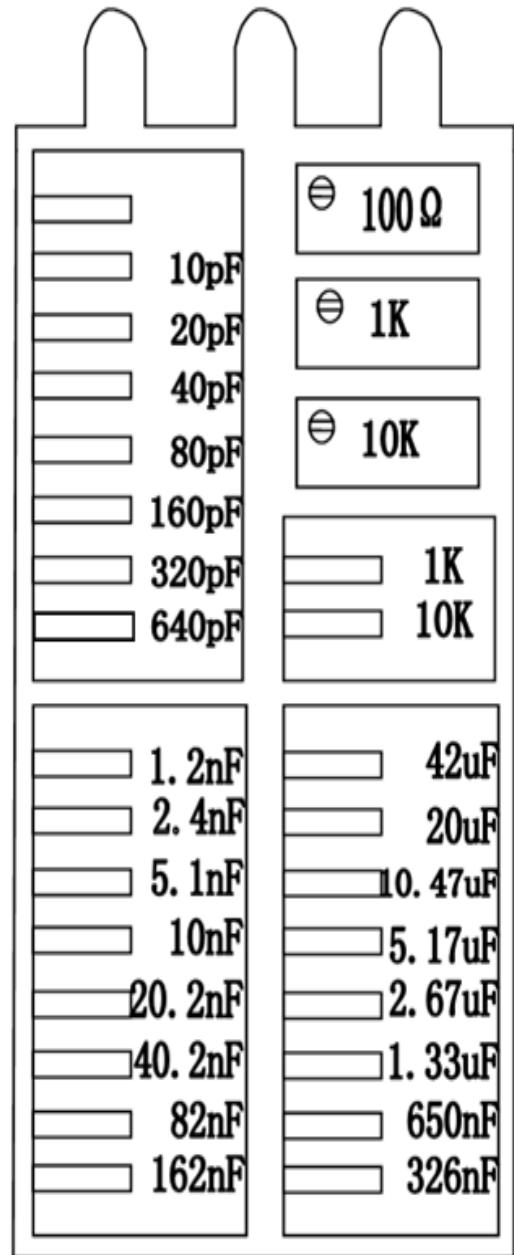 10pF
20pF
40pF
80pF
160pF
320pF
640pF
100Ω
1K
10K
1K
10K
1.2nF
2.4nF
5.1nF
10nF
20.2nF
40.2nF
82nF
162nF
42uF
20uF
10.47uF
5.17uF
2.67uF
1.33uF
650nF
326nF